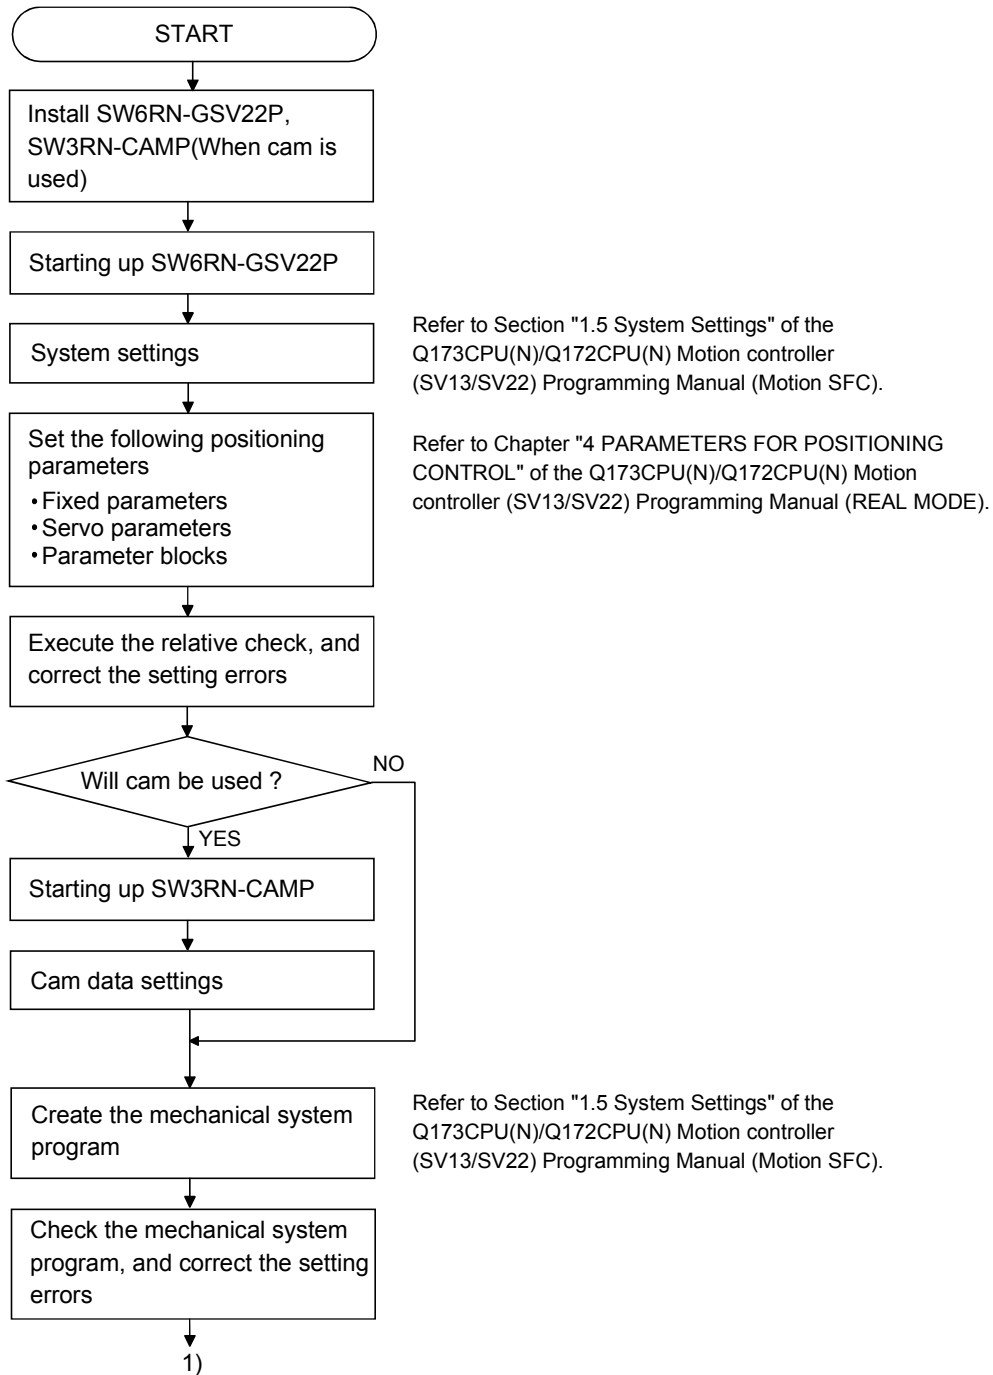 START
Install SW6RN-GSV22P,
SW3RN-CAMP(When cam is
used)
Starting up SW6RN-GSV22P
System settings
Refer to Section "1.5 System Settings" of the
Q173CPU(N)/Q172CPU(N) Motion controller
(SV13/SV22) Programming Manual (Motion SFC).
Set the following positioning
parameters
• Fixed parameters
• Servo parameters
• Parameter blocks
Refer to Chapter "4 PARAMETERS FOR POSITIONING
CONTROL" of the Q173CPU(N)/Q172CPU(N) Motion
controller (SV13/SV22) Programming Manual (REAL MODE).
Execute the relative check, and
correct the setting errors
Will cam be used ?
NO
YES
Starting up SW3RN-CAMP
Cam data settings
Create the mechanical system
program
Refer to Section "1.5 System Settings" of the
Q173CPU(N)/Q172CPU(N) Motion controller
(SV13/SV22) Programming Manual (Motion SFC).
Check the mechanical system
program, and correct the setting
errors
1)